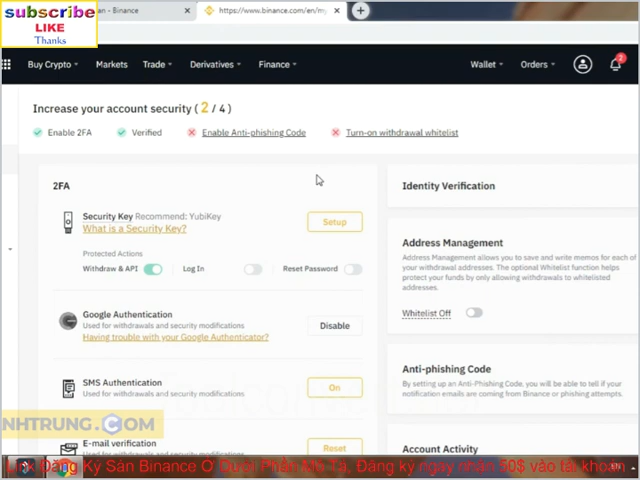 subscribe
LIKE
Thanks
an - Binance
https://www.binance.com/en/my
Buy Crypto
Markets
Trade
Derivatives
Finance
Wallet
Orders
2
Increase your account security ( 2 / 4 )
Enable 2FA
Verified
Enable Anti-phishing Code
Turn-on withdrawal whitelist
2FA
Security Key Recommend: YubiKey
What is a Security Key?
Setup
Protected Actions
Withdraw & API
Log In
Reset Password
Google Authentication
Used for withdrawals and security modifications
Having trouble with your Google Authenticator?
Disable
SMS Authentication
Used for withdrawals and security modifications
On
E-mail verification
Used for withdrawals and security modifications
Reset
Identity Verification
Address Management
Address Management allows you to save and write memos for each of
your withdrawal addresses. The optional Whitelist function helps
protect your funds by only allowing withdrawals to whitelisted
addresses.
Whitelist Off
Anti-phishing Code
By setting up an Anti-Phishing Code, you will be able to tell if your
notification emails are coming from Binance or phishing attempts.
Account Activity
NHTRUNG.COM
Link Đăng Ký Sàn Binance Ở Dưới Phần Mô Tả, Đăng ký ngay nhận 50$ vào tài khoản